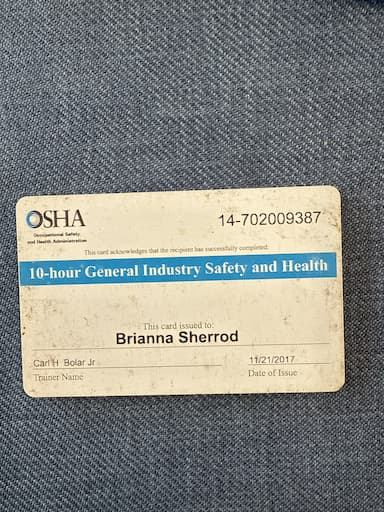 OSHA
Occupational Safety
and Health Administration
14-702009387
This card acknowledges that the recipient has successfully completed:
10-hour General Industry Safety and Health
This card issued to:
Brianna Sherrod
Carl H Bolar Jr
11/21/2017
Trainer Name
Date of Issue